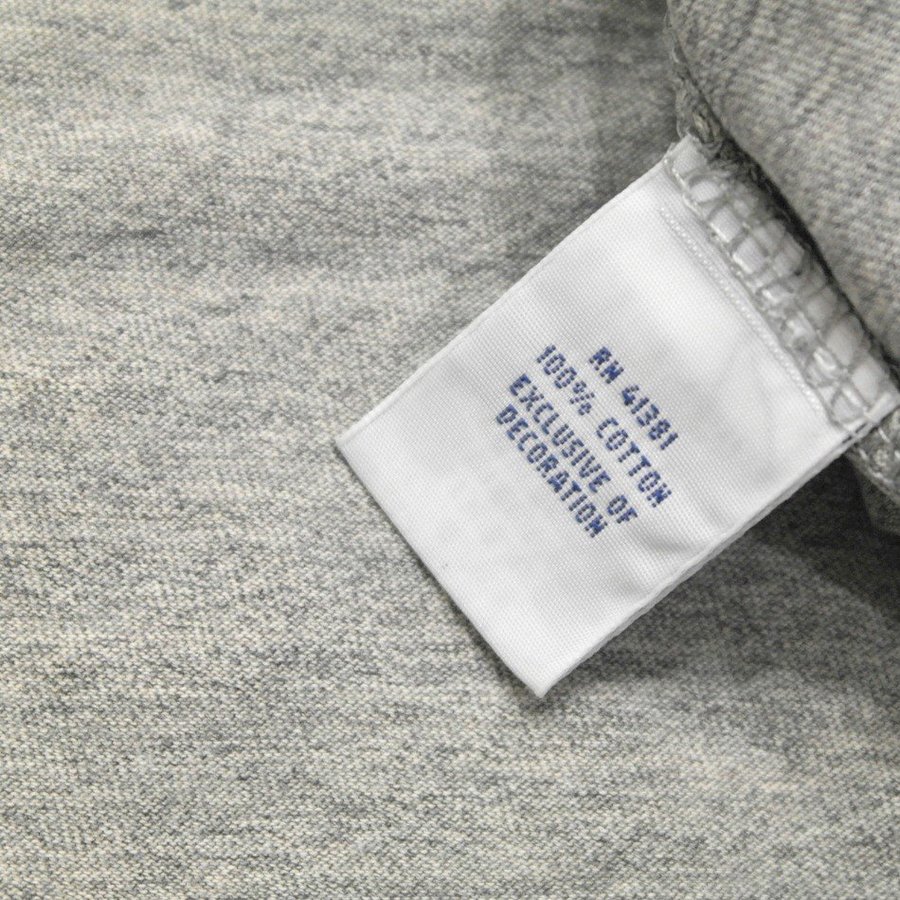 RN 41381
100% COTTON
EXCLUSIVE OF
DECORATION